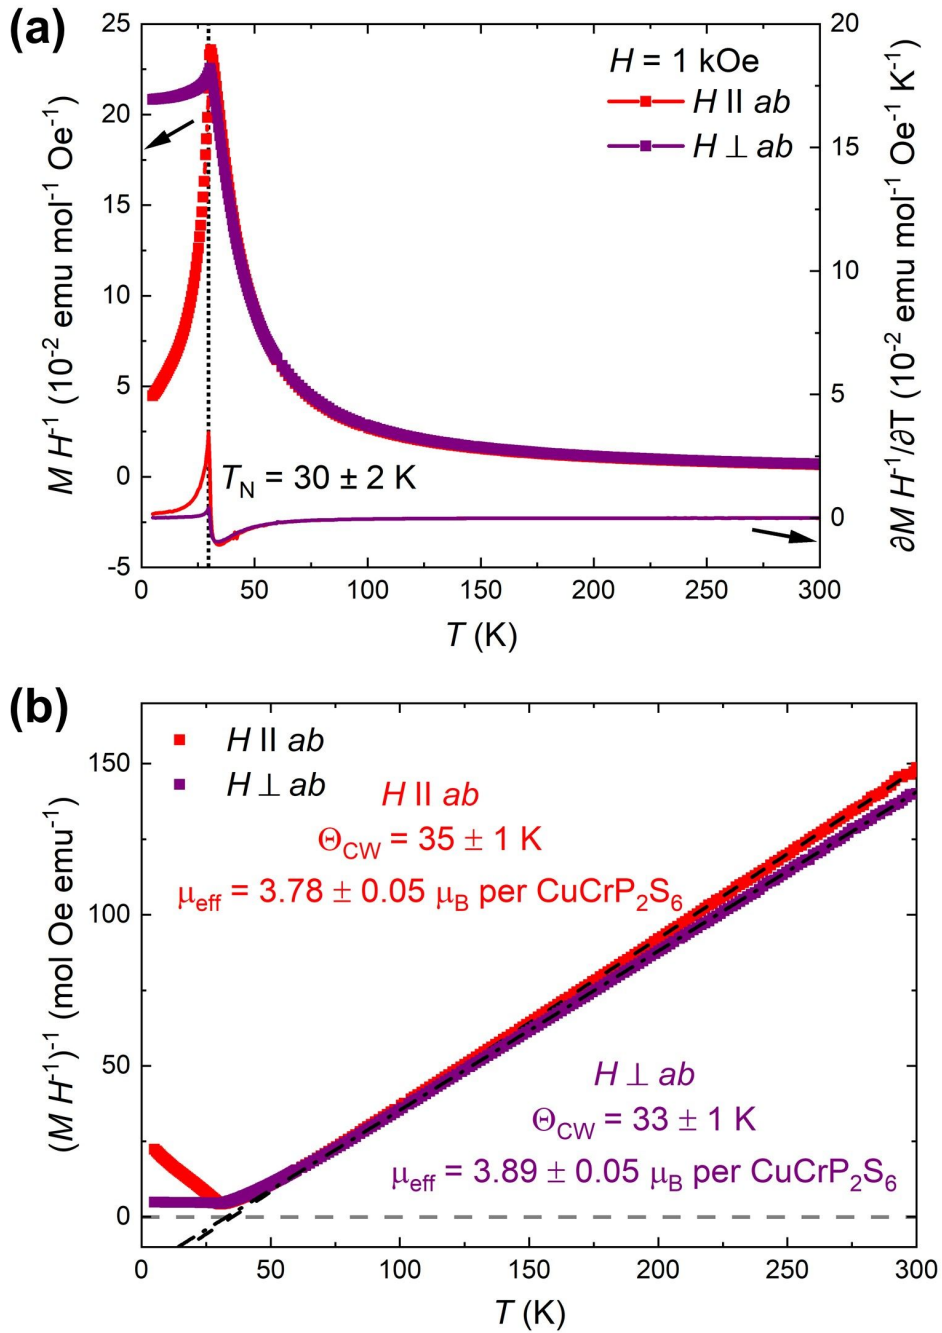 (a)
25
20
15
10
5
0
-5
M H⁻¹ (10⁻² emu mol⁻¹ Oe⁻¹)
H = 1 kOe
H II ab
H ⊥ ab
T_N = 30 ± 2 K
20
15
10
5
0
∂M H⁻¹/∂T (10⁻² emu mol⁻¹ Oe⁻¹ K⁻¹)
0 50 100 150 200 250 300
T (K)
(b)
150
100
50
0
(M H⁻¹)⁻¹ (mol Oe emu⁻¹)
H II ab
H ⊥ ab
H II ab
Θ_CW = 35 ± 1 K
μ_eff = 3.78 ± 0.05 μ_B per CuCrP₂S₆
H ⊥ ab
Θ_CW = 33 ± 1 K
μ_eff = 3.89 ± 0.05 μ_B per CuCrP₂S₆
0 50 100 150 200 250 300
T (K)